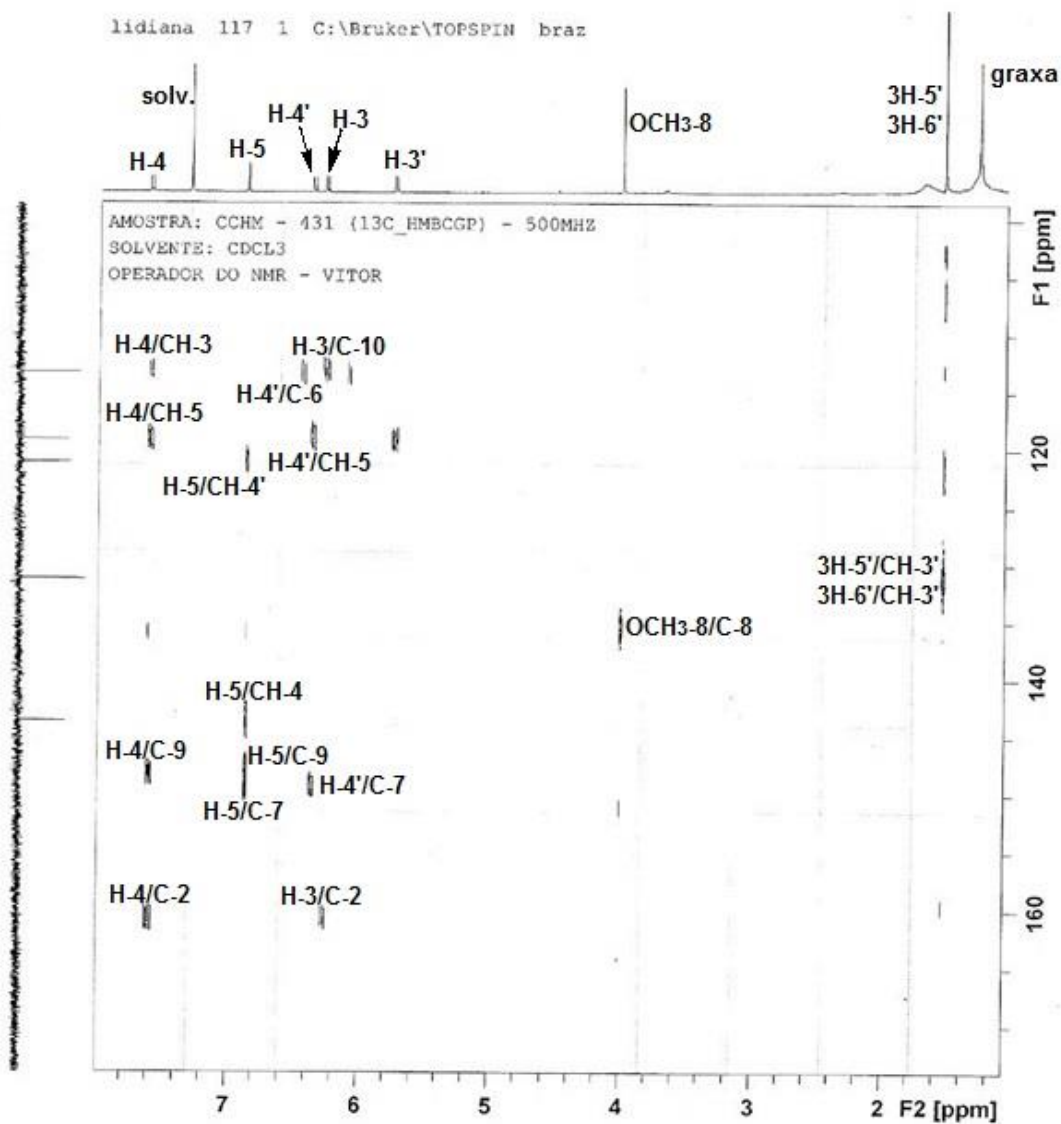 lidiana 117 1 C:\Bruker\TOPSPIN braz
graxa
solv.
3H-5'
3H-6'
OCH3-8
H-4'
H-3
H-5
H-4
H-3'
AMOSTRA: CCHM - 431 (13C_HMBCGP) - 500MHZ
SOLVENTE: CDCL3
OPERADOR DO NMR - VITOR
F1 [ppm]
H-4/CH-3
H-3/C-10
H-4'/C-6
H-4/CH-5
H-4'/CH-5
H-5/CH-4'
120
3H-5'/CH-3'
3H-6'/CH-3'
OCH3-8/C-8
H-5/CH-4
140
H-4/C-9
H-5/C-9
H-4'/C-7
H-5/C-7
H-4/C-2
H-3/C-2
160
7 6 5 4 3 2 F2 [ppm]